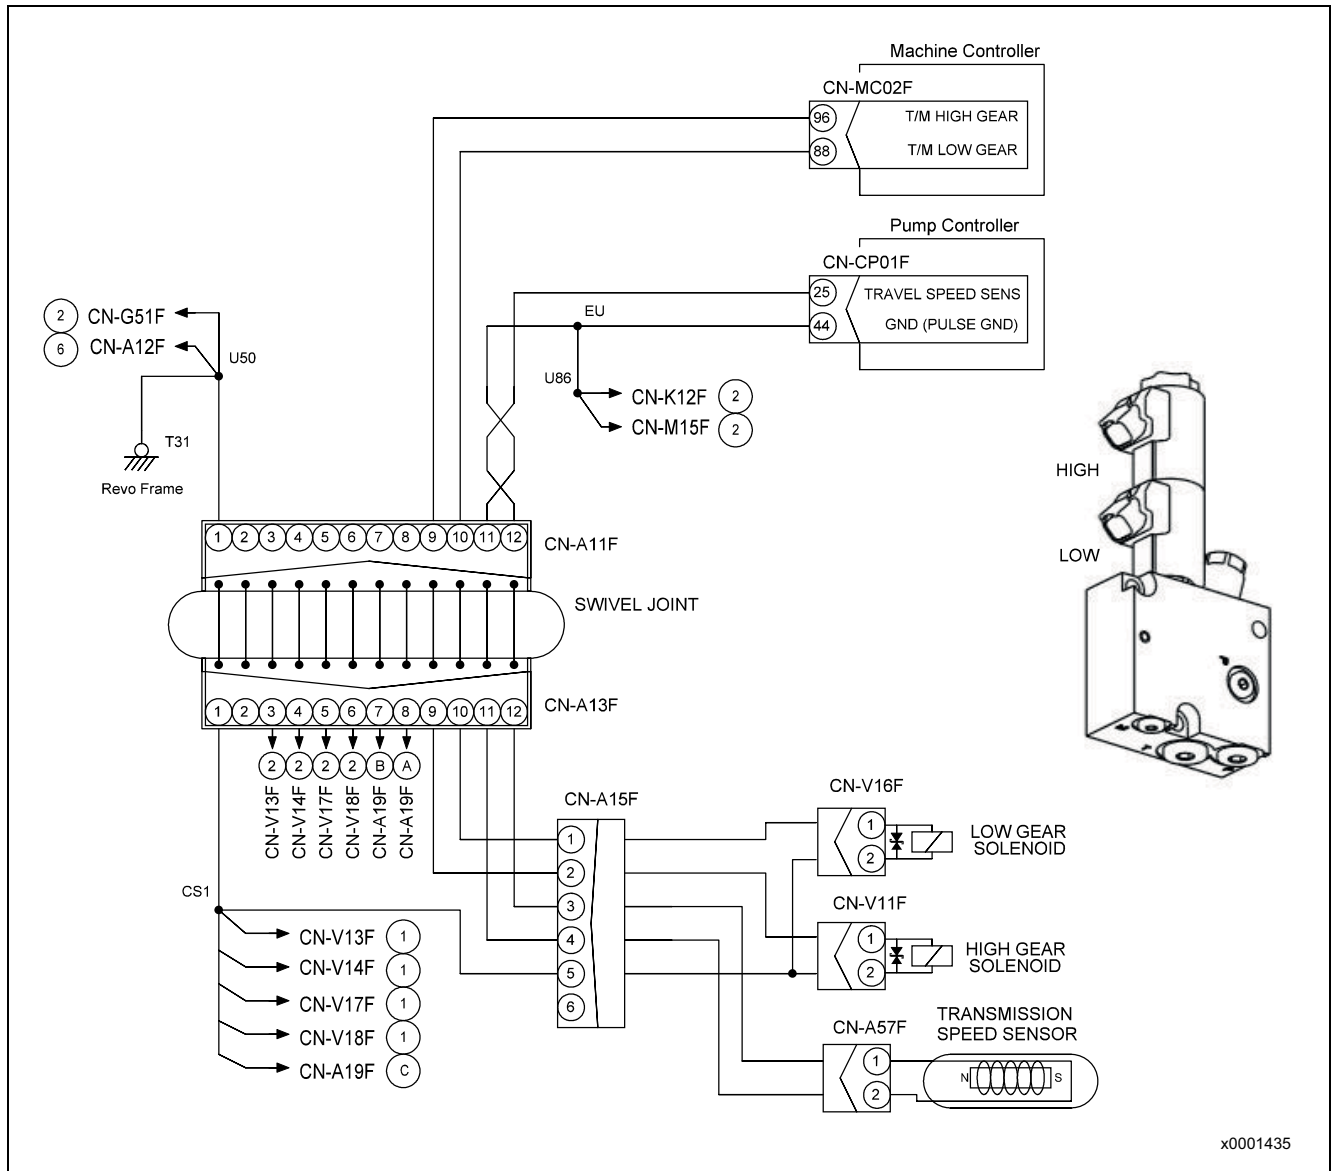 Machine Controller
CN-MC02F
96 T/M HIGH GEAR
88 T/M LOW GEAR
Pump Controller
CN-CP01F
25 TRAVEL SPEED SENS
44 GND (PULSE GND)
EU
U86
CN-K12F 2
CN-M15F 2
2 CN-G51F
6 CN-A12F
U50
T31
Revo Frame
HIGH
LOW
1 2 3 4 5 6 7 8 9 10 11 12
CN-A11F
SWIVEL JOINT
CN-A13F
1 2 3 4 5 6 7 8 9 10 11 12
2 2 2 2 B A
CN-V13F
CN-V14F
CN-V17F
CN-V18F
CN-A19F
CN-A19F
CS1
CN-V13F 1
CN-V14F 1
CN-V17F 1
CN-V18F 1
CN-A19F C
CN-A15F
1
2
3
4
5
6
CN-V16F
1
2
LOW GEAR
SOLENOID
CN-V11F
1
2
HIGH GEAR
SOLENOID
CN-A57F
1
2
TRANSMISSION
SPEED SENSOR
N S
x0001435